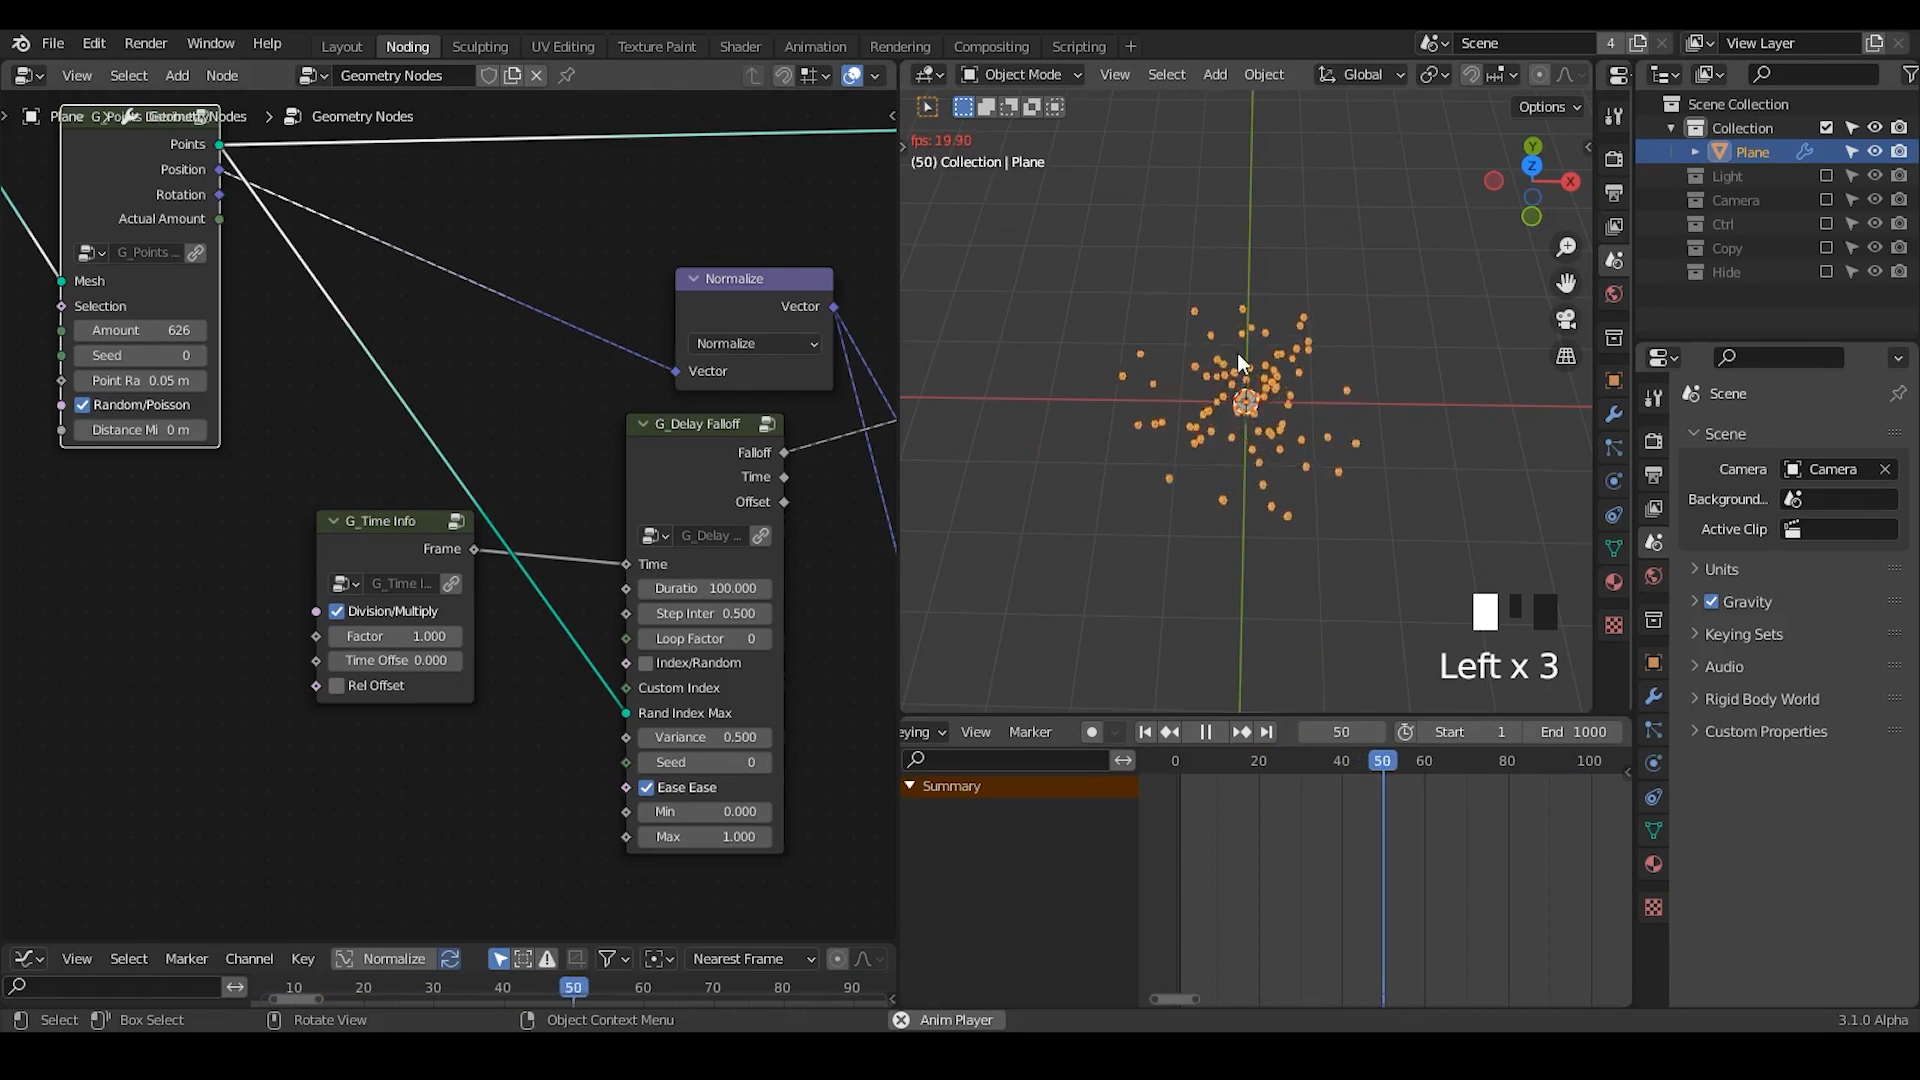 File Edit Render Window Help Layout Noding Sculpting UV Editing Texture Paint Shader Animation Rendering Compositing Scripting + Scene 4 View Layer
View Select Add Node Geometry Nodes
Object Mode View Select Add Object Global
Plane Geometry Nodes > Geometry Nodes
Points
Position
Rotation
Actual Amount
G_Points ...
Mesh
Selection
Amount 626
Seed 0
Point Ra 0.05 m
Random/Poisson
Distance Mi 0 m
Normalize
Vector
Normalize
Vector
G_Delay Falloff
Falloff
Time
Offset
G_Delay ...
Time
Duratio 100.000
Step Inter 0.500
Loop Factor 0
Index/Random
Custom Index
Rand Index Max
Variance 0.500
Seed 0
Ease Ease
Min 0.000
Max 1.000
G_Time Info
Frame
G_Time I...
Division/Multiply
Factor 1.000
Time Offse 0.000
Rel Offset
Options
fps: 19.90
(50) Collection | Plane
Y
Z
X
Left x 3
eying View Marker 50 Start 1 End 1000
0 20 40 50 60 80 100
Summary
Scene Collection
Collection
Plane
Light
Camera
Ctrl
Copy
Hide
Scene
Scene
Camera Camera
Background...
Active Clip
Units
Gravity
Keying Sets
Audio
Rigid Body World
Custom Properties
View Select Marker Channel Key Normalize Nearest Frame
10 20 30 40 50 60 70 80 90
Select Box Select Rotate View Object Context Menu Anim Player 3.1.0 Alpha